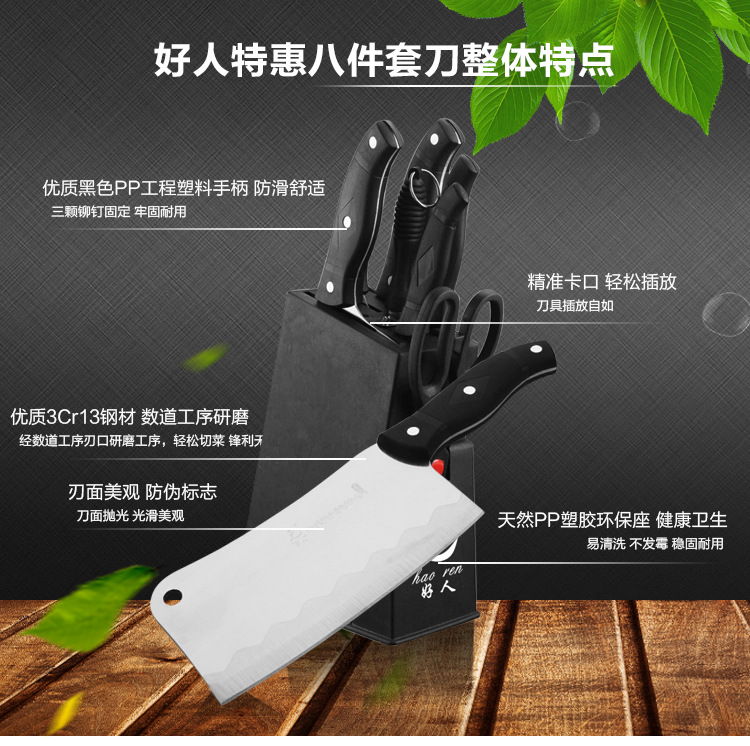 好人特惠八件套刀整体特点
优质黑色PP工程塑料手柄 防滑舒适
三颗铆钉固定 牢固耐用
精准卡口 轻松插放
刀具插放自如
优质3Cr13钢材 数道工序研磨
经数道工序刃口研磨工序，轻松切菜 锋利
刃面美观 防伪标志
刀面抛光 光滑美观
天然PP塑胶环保座 健康卫生
易清洗 不发霉 稳固耐用
hao ren
好人